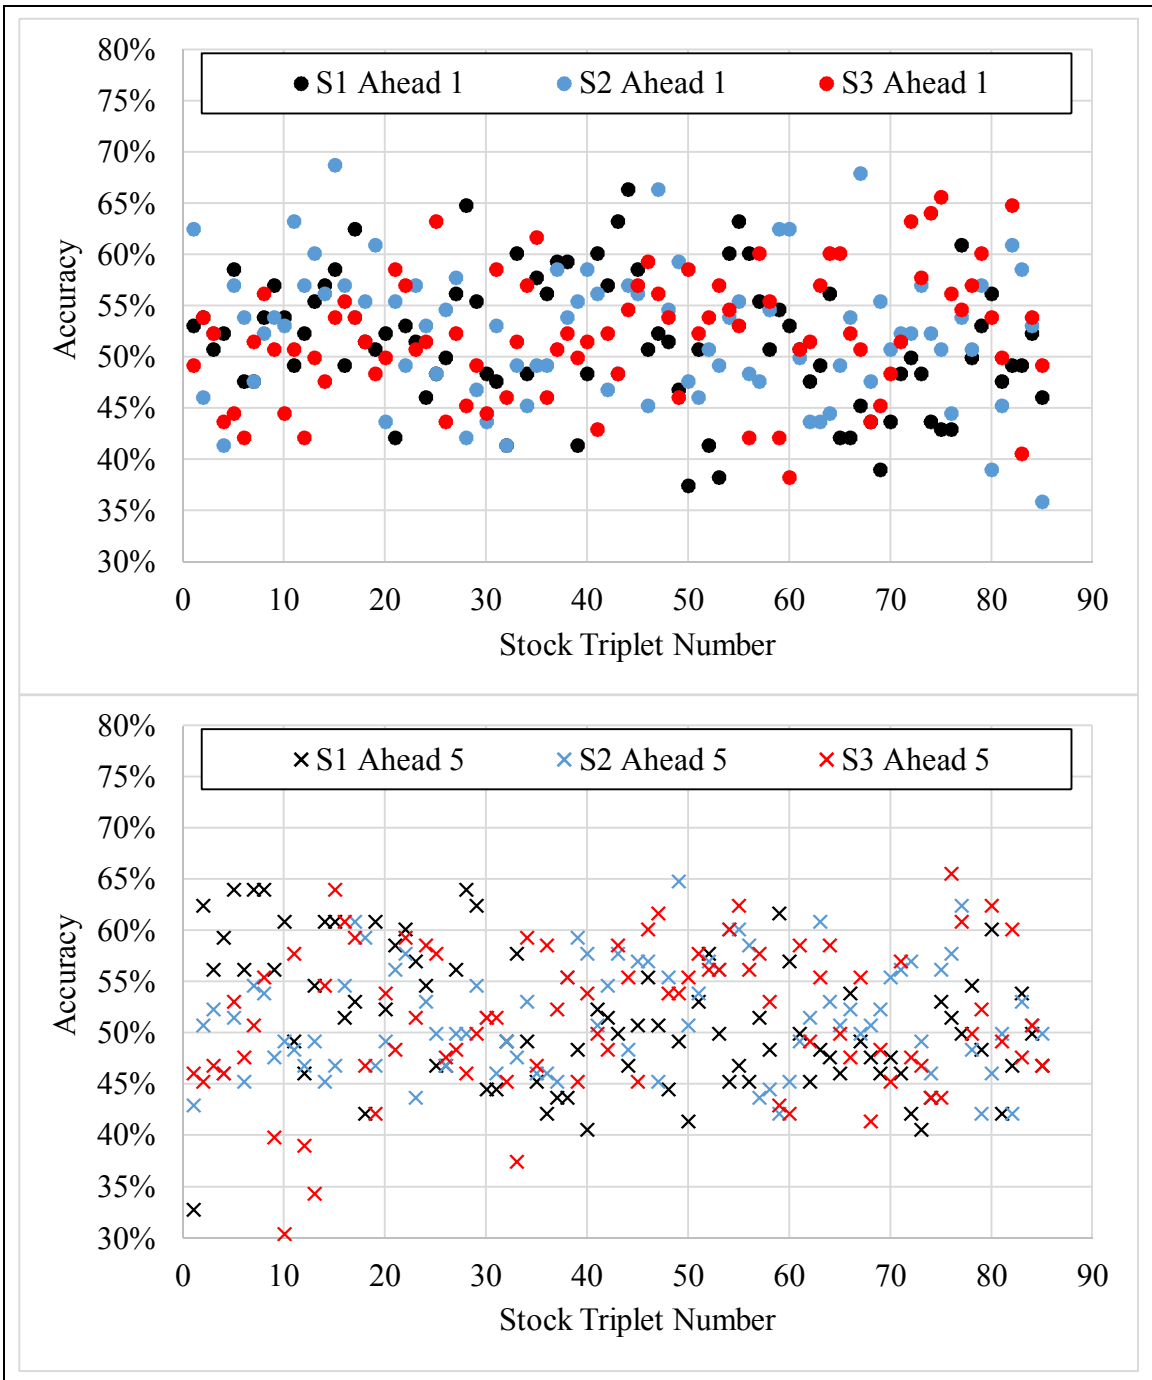 80%
S1 Ahead 1 S2 Ahead 1 S3 Ahead 1
75%
70%
65%
60%
55%
50%
45%
40%
35%
30%
Accuracy
0 10 20 30 40 50 60 70 80 90
Stock Triplet Number
80%
S1 Ahead 5 S2 Ahead 5 S3 Ahead 5
75%
70%
65%
60%
55%
50%
45%
40%
35%
30%
Accuracy
0 10 20 30 40 50 60 70 80 90
Stock Triplet Number